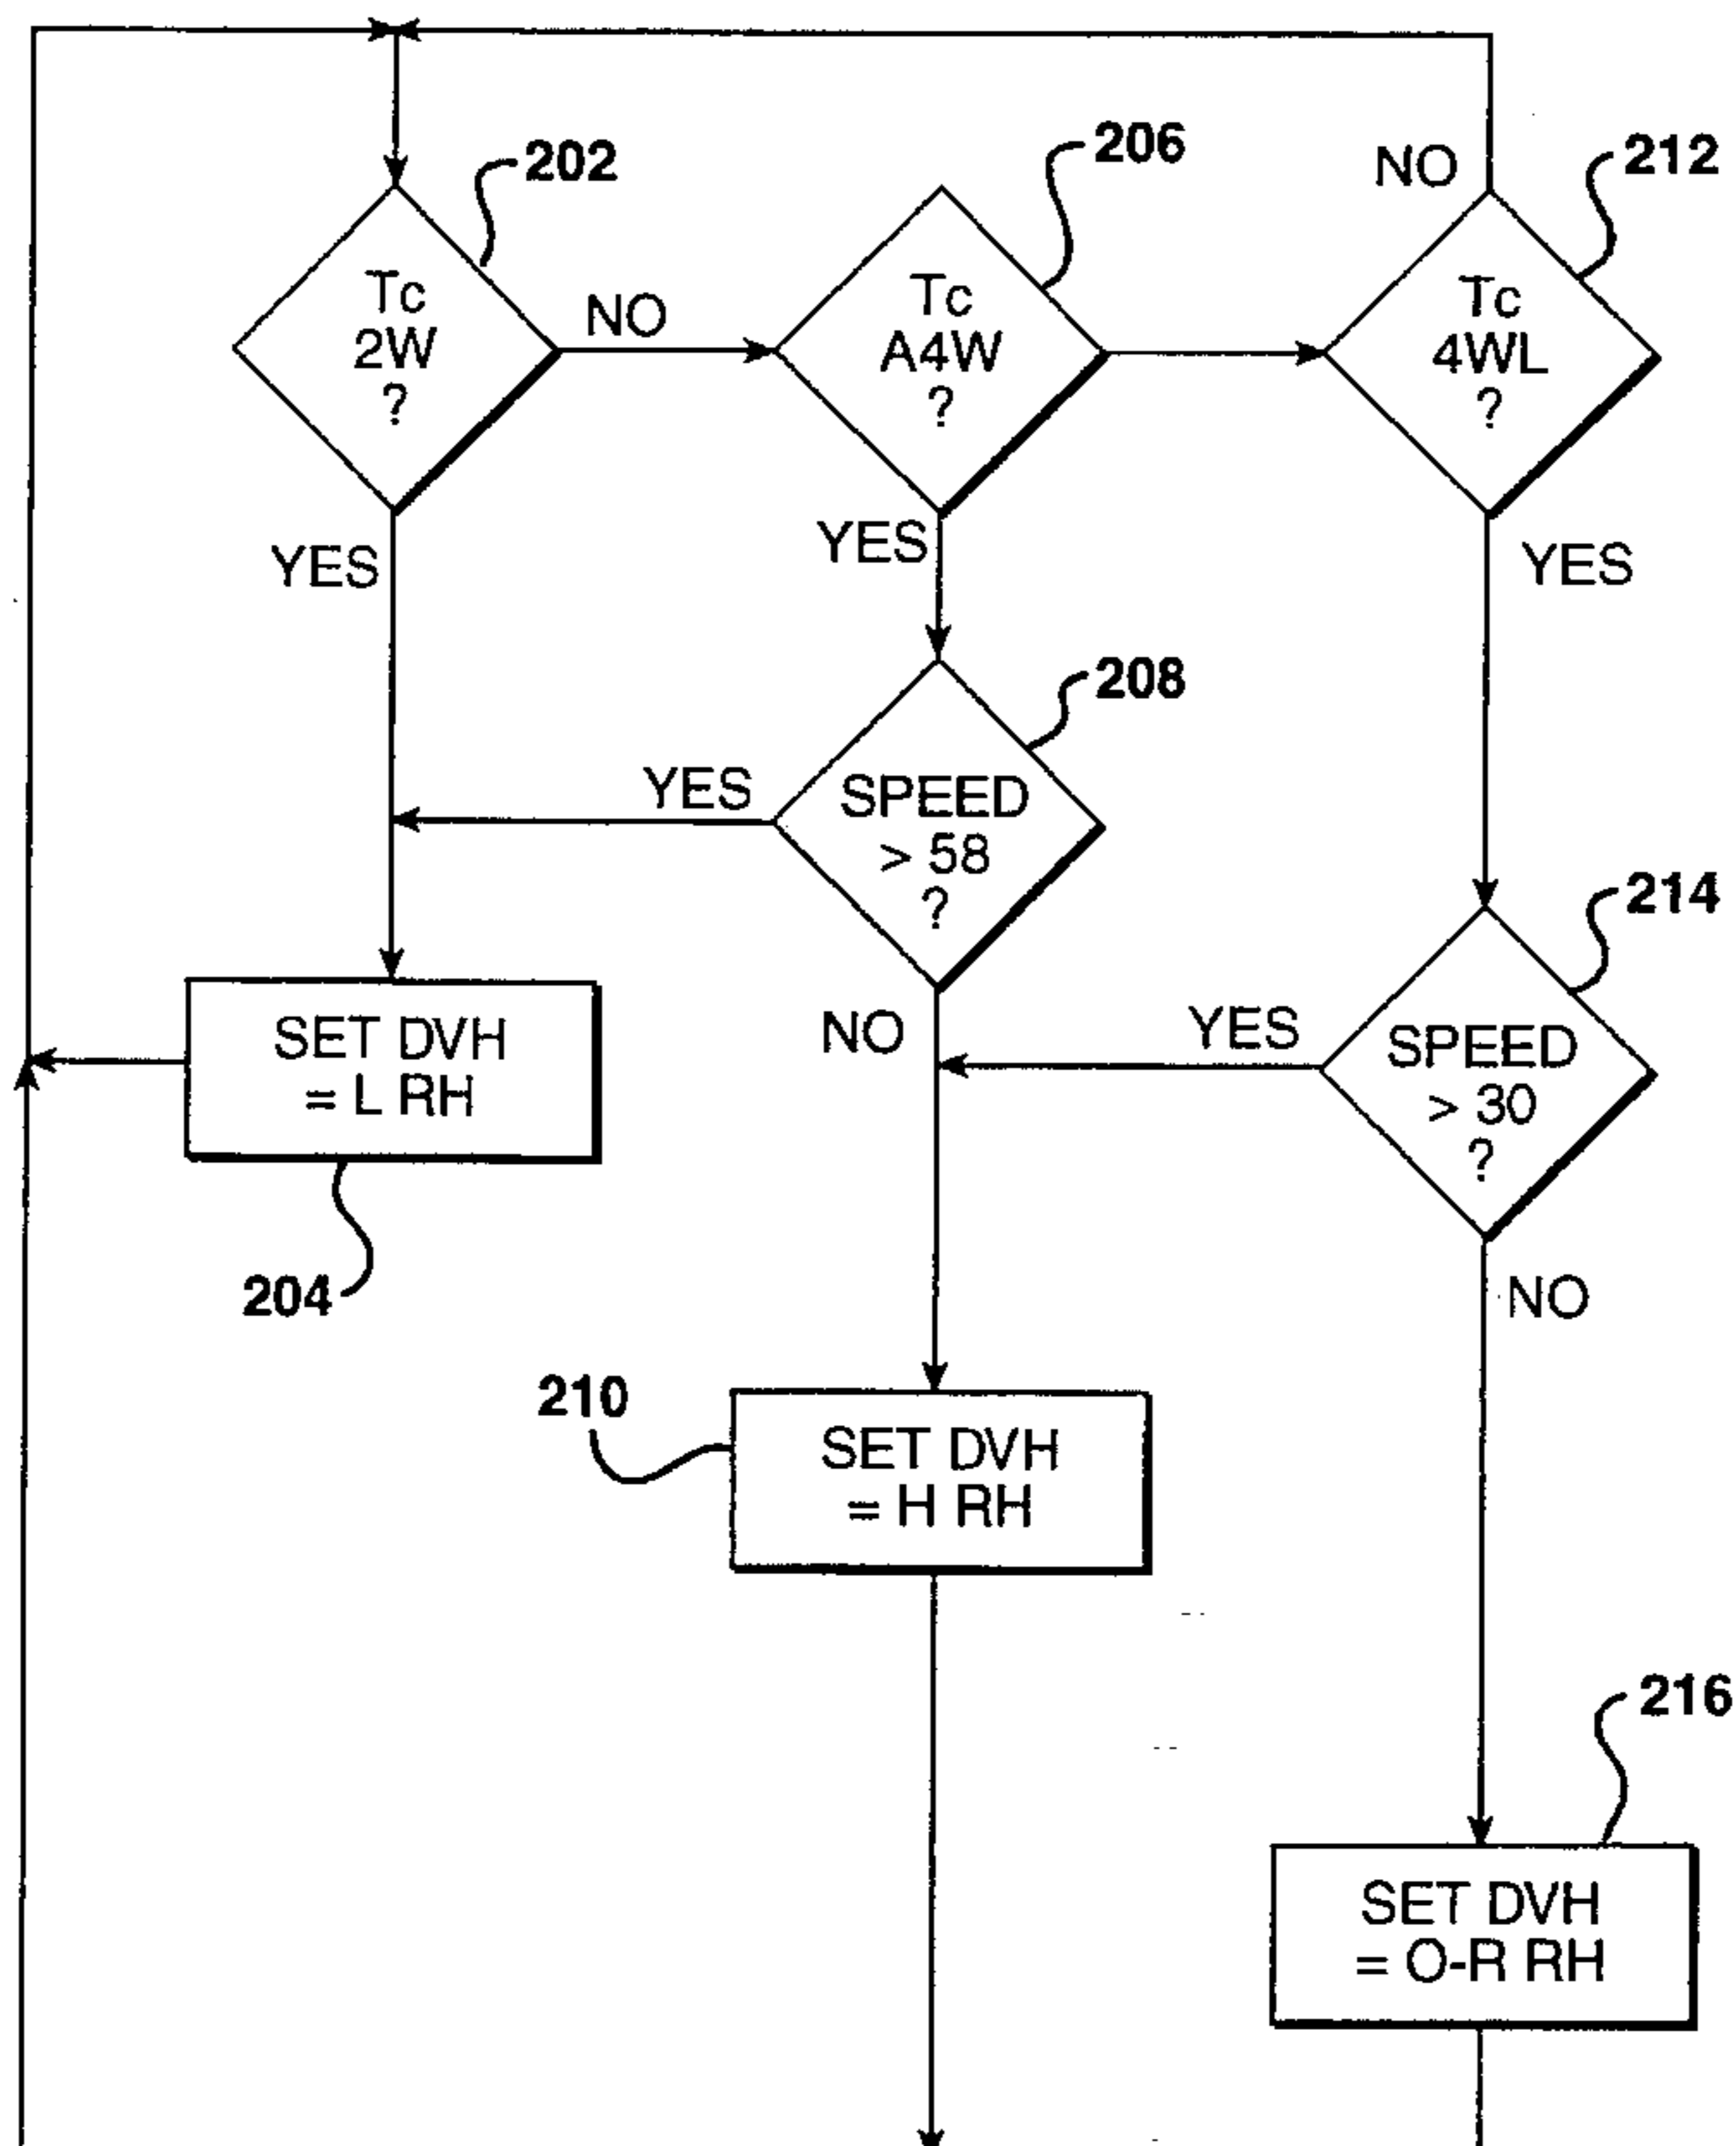 202
206
212
NO
Tc
2W
?
NO
Tc
A4W
?
Tc
4WL
?
YES
YES
YES
208
YES
SPEED
> 58
?
214
SET DVH
= L RH
NO
YES
SPEED
> 30
?
204
NO
210
SET DVH
= H RH
216
SET DVH
= O-R RH